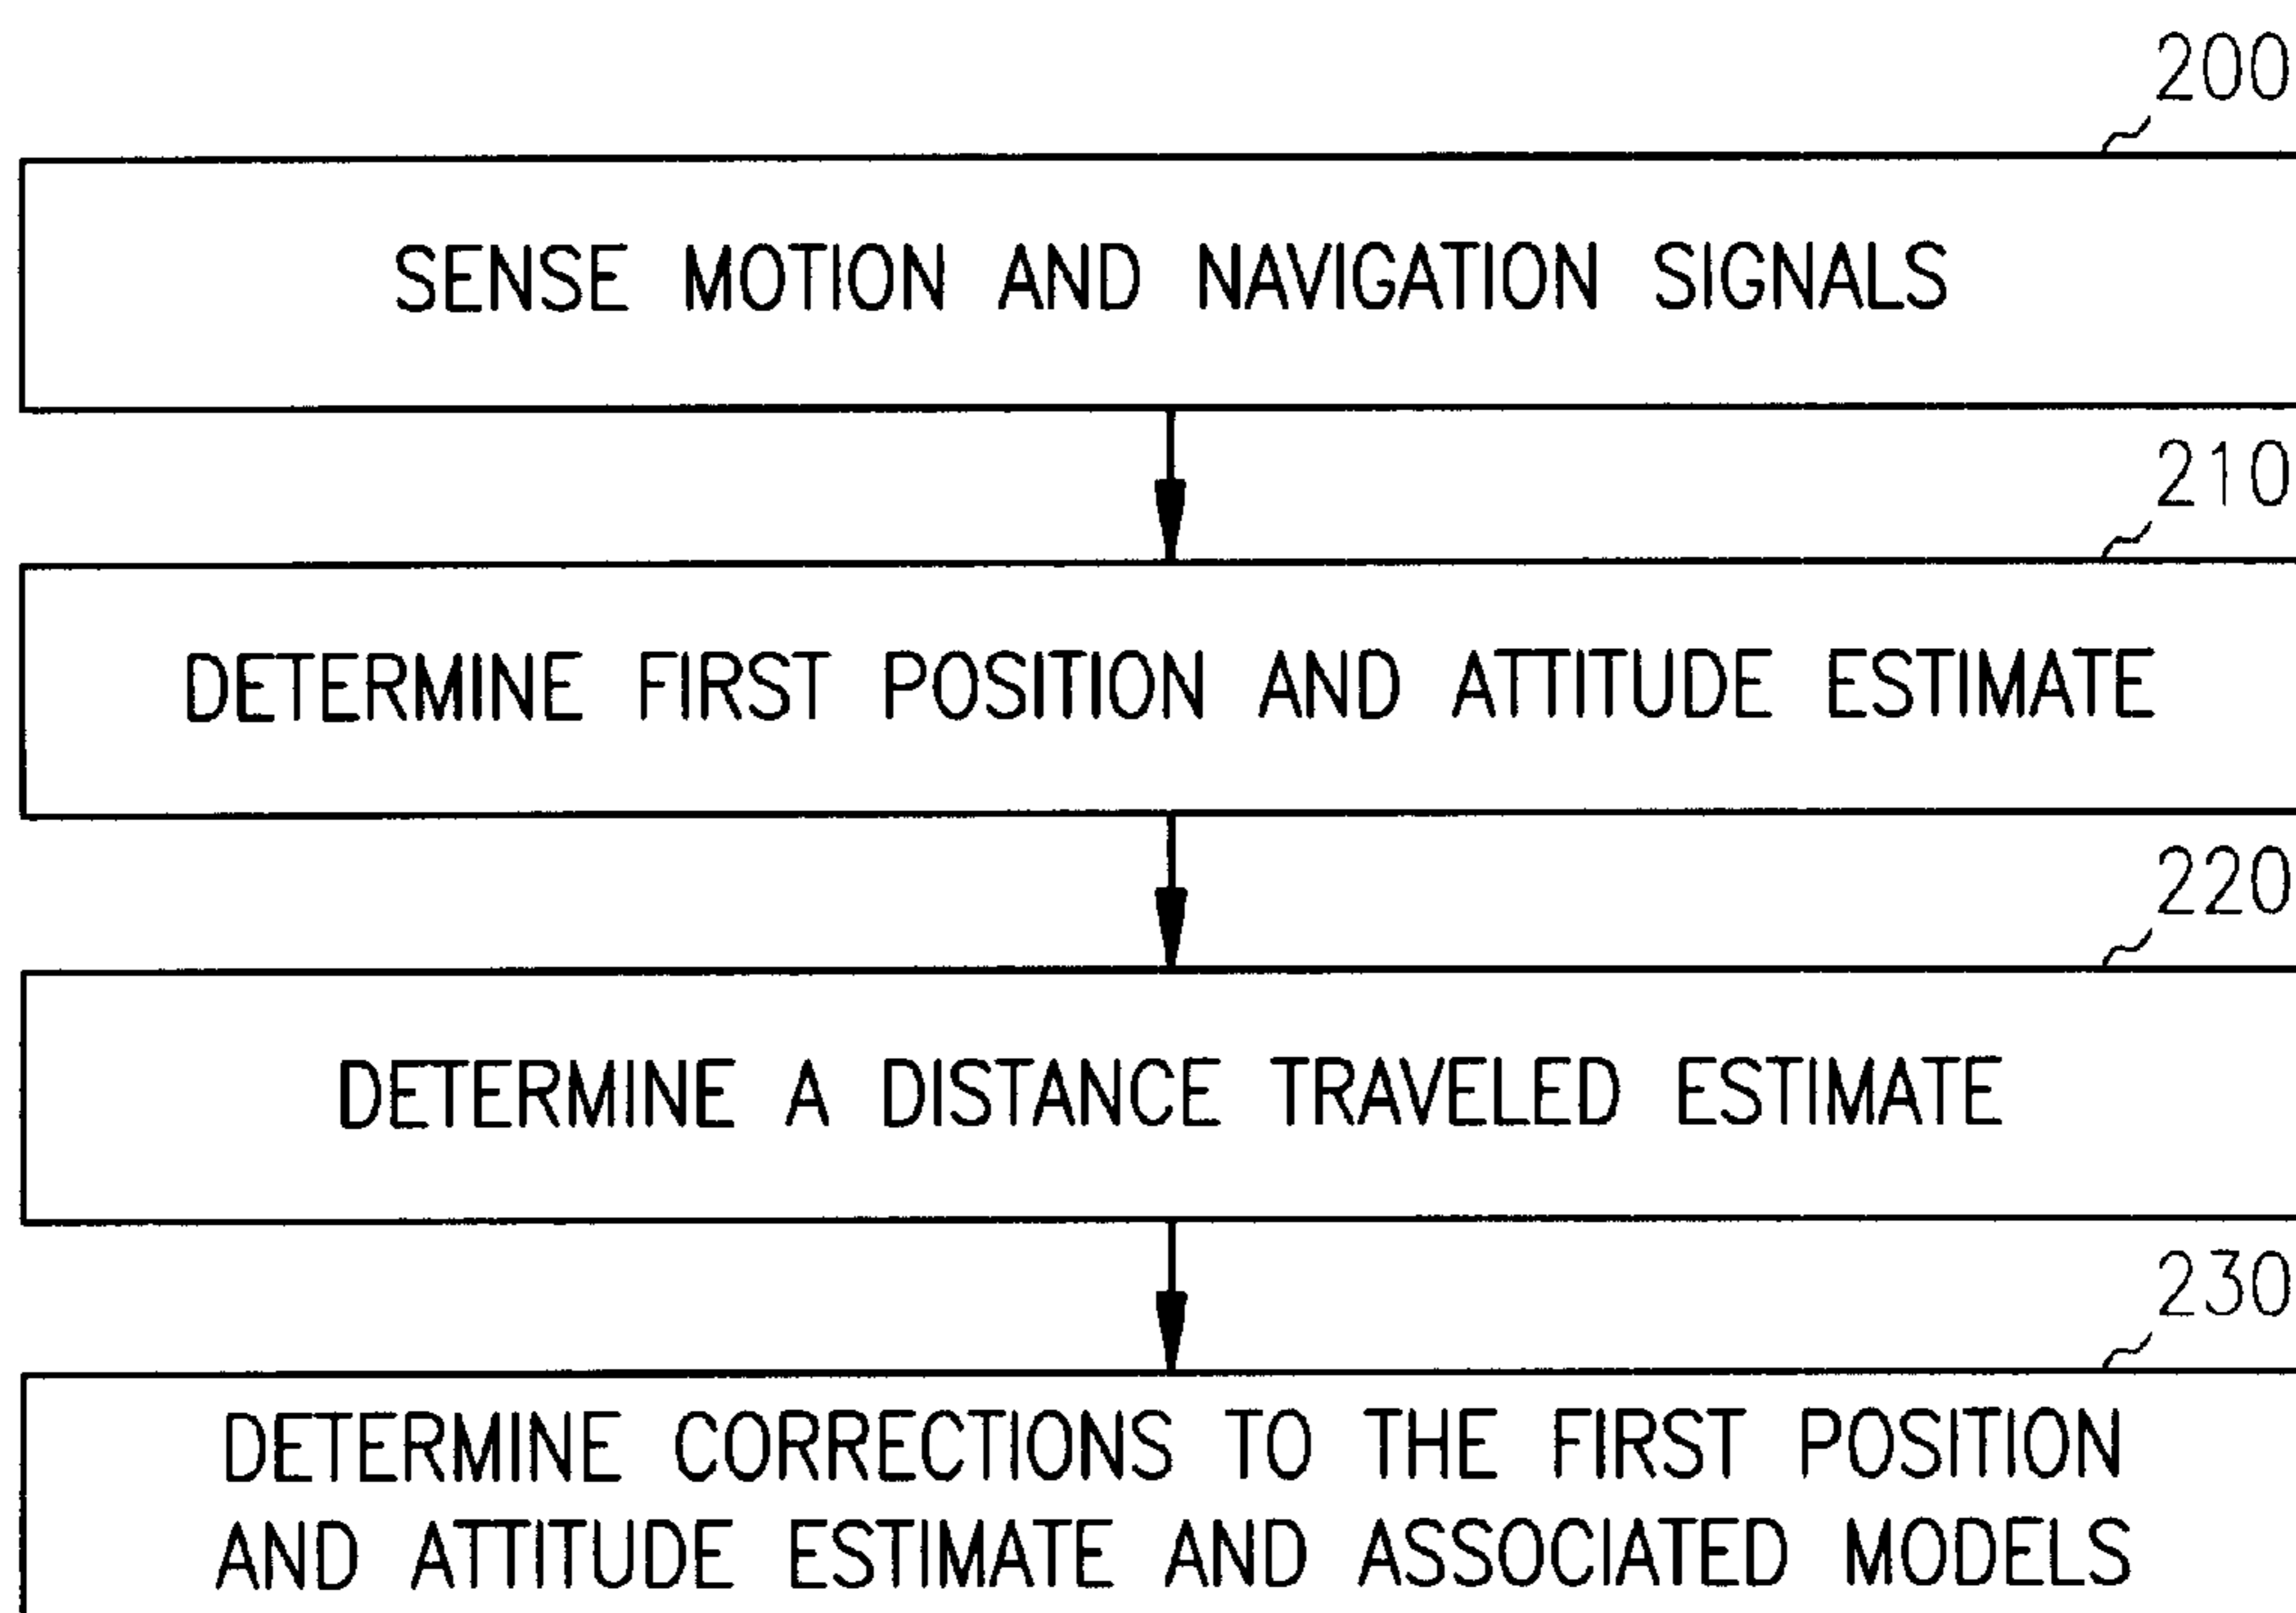 200
SENSE MOTION AND NAVIGATION SIGNALS
210
DETERMINE FIRST POSITION AND ATTITUDE ESTIMATE
220
DETERMINE A DISTANCE TRAVELED ESTIMATE
230
DETERMINE CORRECTIONS TO THE FIRST POSITION
AND ATTITUDE ESTIMATE AND ASSOCIATED MODELS